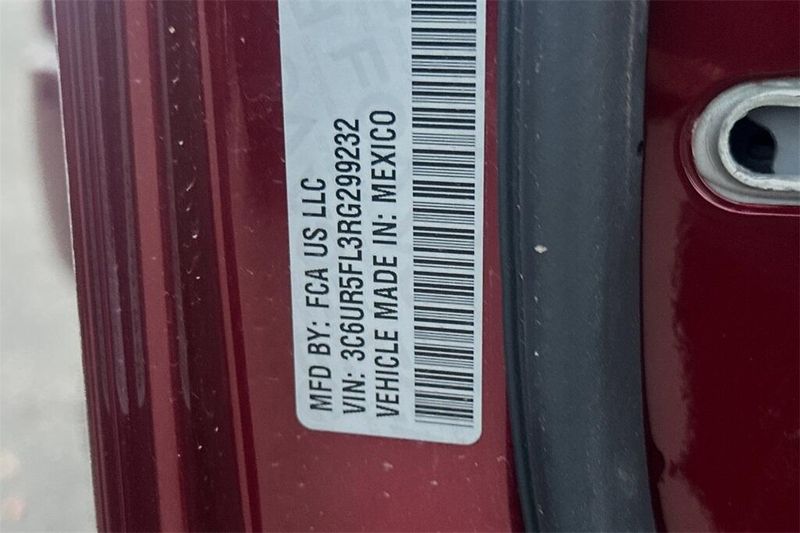 MFD BY: FCA US LLC
VIN: 3C6UR5FL3RG299232
VEHICLE MADE IN: MEXICO